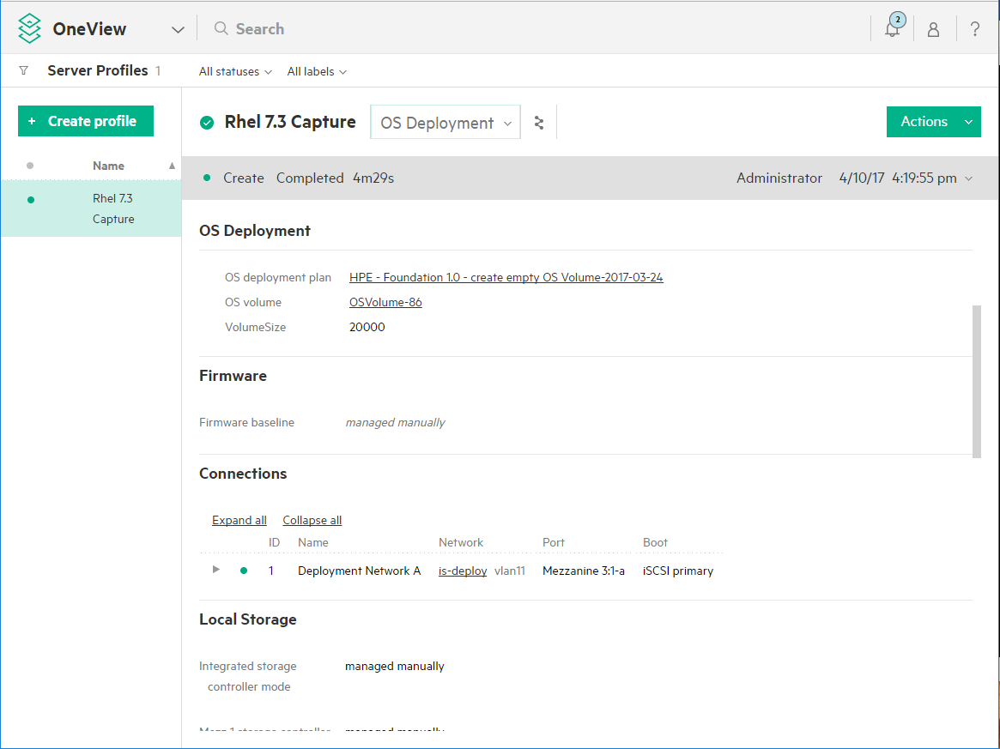 OneView
Search
2
?
Server Profiles 1
All statuses
All labels
+ Create profile
Rhel 7.3 Capture
OS Deployment
Actions
Name
Rhel 7.3
Capture
Create Completed 4m29s
Administrator 4/10/17 4:19:55 pm
OS Deployment
OS deployment plan HPE - Foundation 1.0 - create empty OS Volume-2017-03-24
OS volume OSVolume-86
VolumeSize 20000
Firmware
Firmware baseline managed manually
Connections
Expand all Collapse all
ID Name Network Port Boot
1 Deployment Network A is-deploy vlan11 Mezzanine 3:1-a iSCSI primary
Local Storage
Integrated storage managed manually
controller mode
Mezz 1 storage controller managed manually